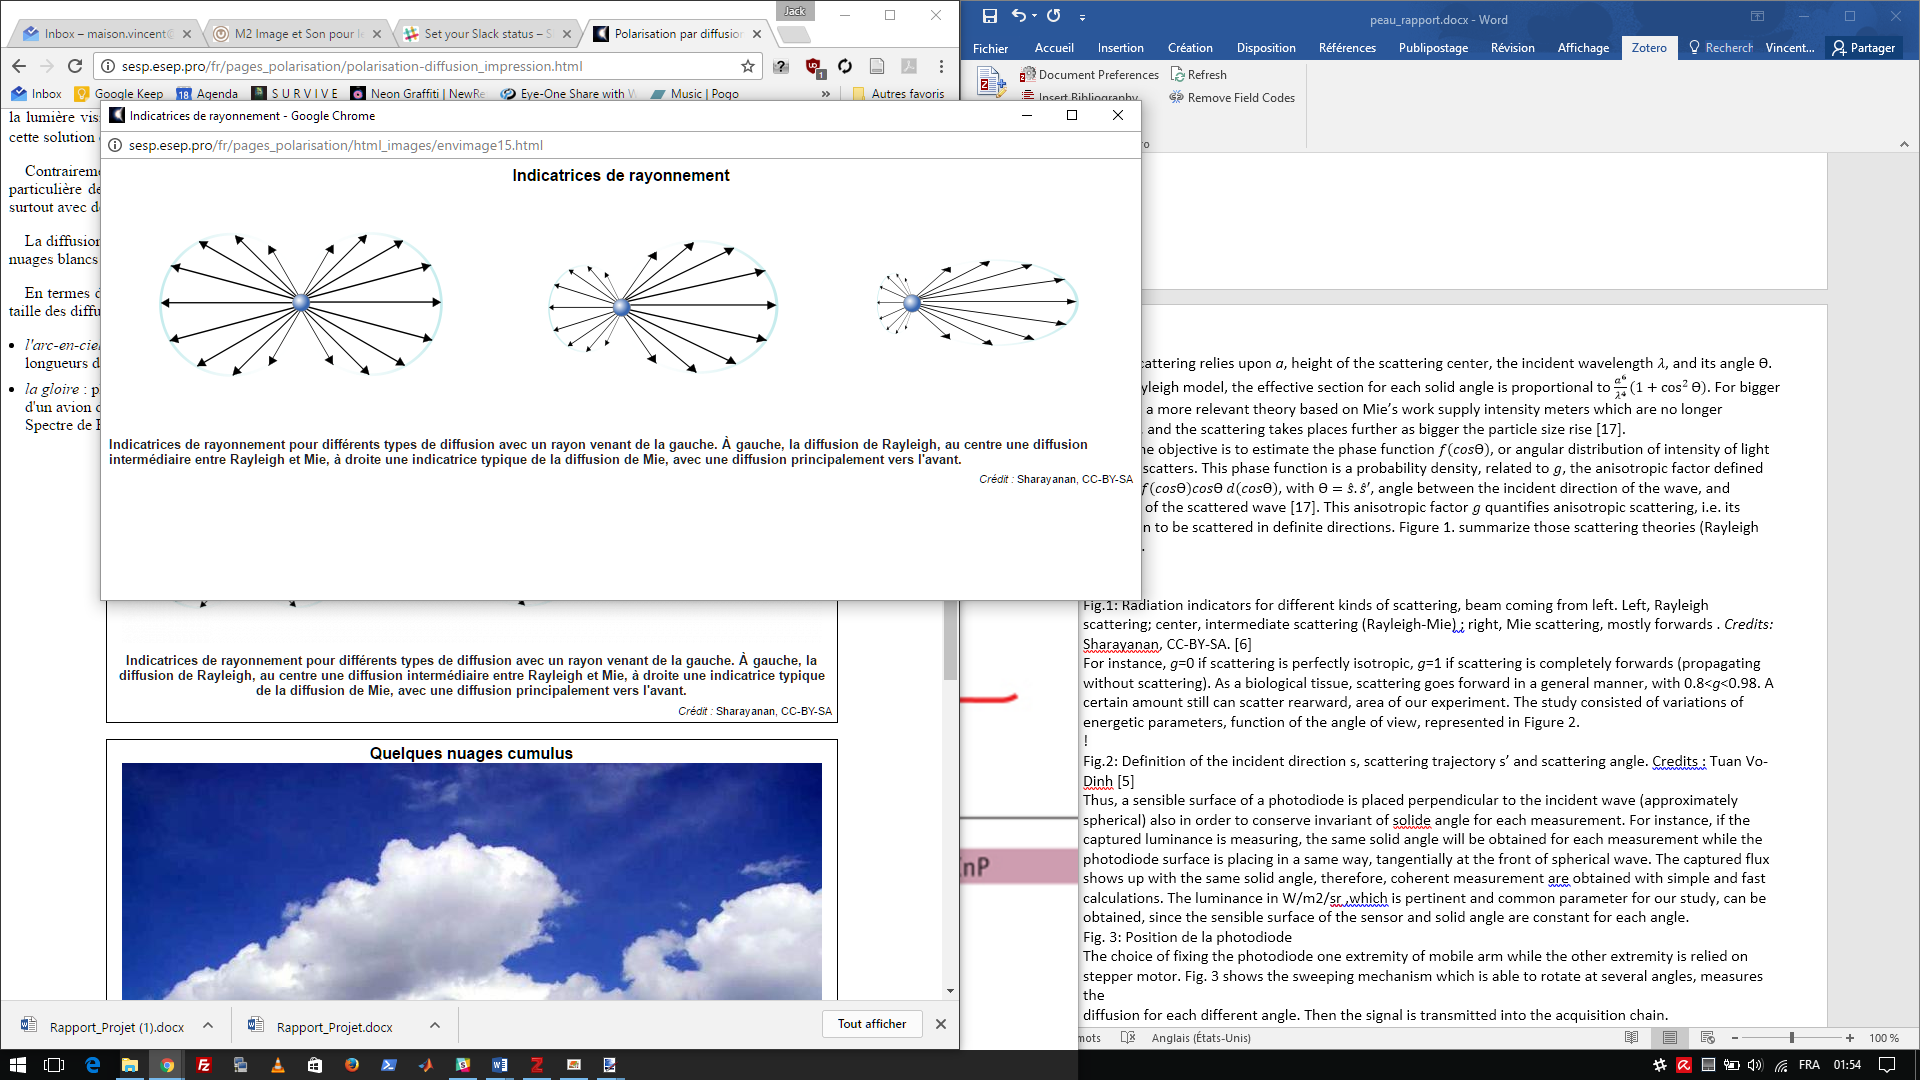 Jack
Inbox – maison.vincent@
M2 Image et Son pour le
Set your Slack status – S
Polarisation par diffusion
sesp.esep.pro/fr/pages_polarisation/polarisation-diffusion_impression.html
Inbox
Google Keep
Agenda
S U R V I V E
Neon Graffiti | NewRe
Eye-One Share with W
Music | Pogo
»
Autres favoris
la lumière vis
cette solution
Contraireme
particulière de
surtout avec d
La diffusion
nuages blancs
En termes d
taille des diffu
l'arc-en-ciel
longueurs d
la gloire : p
d'un avion
Spectre de B
Indicatrices de rayonnement - Google Chrome
sesp.esep.pro/fr/pages_polarisation/html_images/envimage15.html
Indicatrices de rayonnement
Indicatrices de rayonnement pour différents types de diffusion avec un rayon venant de la gauche. À gauche, la diffusion de Rayleigh, au centre une diffusion
intermédiaire entre Rayleigh et Mie, à droite une indicatrice typique de la diffusion de Mie, avec une diffusion principalement vers l'avant.
Crédit : Sharayanan, CC-BY-SA
Indicatrices de rayonnement pour différents types de diffusion avec un rayon venant de la gauche. À gauche, la
diffusion de Rayleigh, au centre une diffusion intermédiaire entre Rayleigh et Mie, à droite une indicatrice typique
de la diffusion de Mie, avec une diffusion principalement vers l'avant.
Crédit : Sharayanan, CC-BY-SA
Quelques nuages cumulus
Rapport_Projet (1).docx
Rapport_Projet.docx
Tout afficher
peau_rapport.docx - Word
Fichier
Accueil
Insertion
Création
Disposition
Références
Publipostage
Révision
Affichage
Zotero
Recherch
Vincent...
Partager
Document Preferences
Refresh
Insert Bibliography
Remove Field Codes
o
cattering relies upon a, height of the scattering center, the incident wavelength λ, and its angle Θ.
yleigh model, the effective section for each solid angle is proportional to a⁶/λ⁴ (1 + cos² Θ). For bigger
a more relevant theory based on Mie’s work supply intensity meters which are no longer
, and the scattering takes places further as bigger the particle size rise [17].
ne objective is to estimate the phase function f(cosΘ), or angular distribution of intensity of light
scatters. This phase function is a probability density, related to g, the anisotropic factor defined
f(cosΘ)cosΘ d(cosΘ), with Θ = ŝ.ŝ′, angle between the incident direction of the wave, and
of the scattered wave [17]. This anisotropic factor g quantifies anisotropic scattering, i.e. its
n to be scattered in definite directions. Figure 1. summarize those scattering theories (Rayleigh
.
Fig.1: Radiation indicators for different kinds of scattering, beam coming from left. Left, Rayleigh
scattering; center, intermediate scattering (Rayleigh-Mie) ; right, Mie scattering, mostly forwards . Credits:
Sharayanan, CC-BY-SA. [6]
For instance, g=0 if scattering is perfectly isotropic, g=1 if scattering is completely forwards (propagating
without scattering). As a biological tissue, scattering goes forward in a general manner, with 0.8<g<0.98. A
certain amount still can scatter rearward, area of our experiment. The study consisted of variations of
energetic parameters, function of the angle of view, represented in Figure 2.
!
Fig.2: Definition of the incident direction s, scattering trajectory s’ and scattering angle. Credits : Tuan Vo-
Dinh [5]
Thus, a sensible surface of a photodiode is placed perpendicular to the incident wave (approximately
spherical) also in order to conserve invariant of solide angle for each measurement. For instance, if the
captured luminance is measuring, the same solid angle will be obtained for each measurement while the
photodiode surface is placing in a same way, tangentially at the front of spherical wave. The captured flux
shows up with the same solid angle, therefore, coherent measurement are obtained with simple and fast
calculations. The luminance in W/m2/sr ,which is pertinent and common parameter for our study, can be
obtained, since the sensible surface of the sensor and solid angle are constant for each angle.
Fig. 3: Position de la photodiode
The choice of fixing the photodiode one extremity of mobile arm while the other extremity is relied on
stepper motor. Fig. 3 shows the sweeping mechanism which is able to rotate at several angles, measures
the
diffusion for each different angle. Then the signal is transmitted into the acquisition chain.
EnP
mots
Anglais (États-Unis)
100 %
FRA
01:54